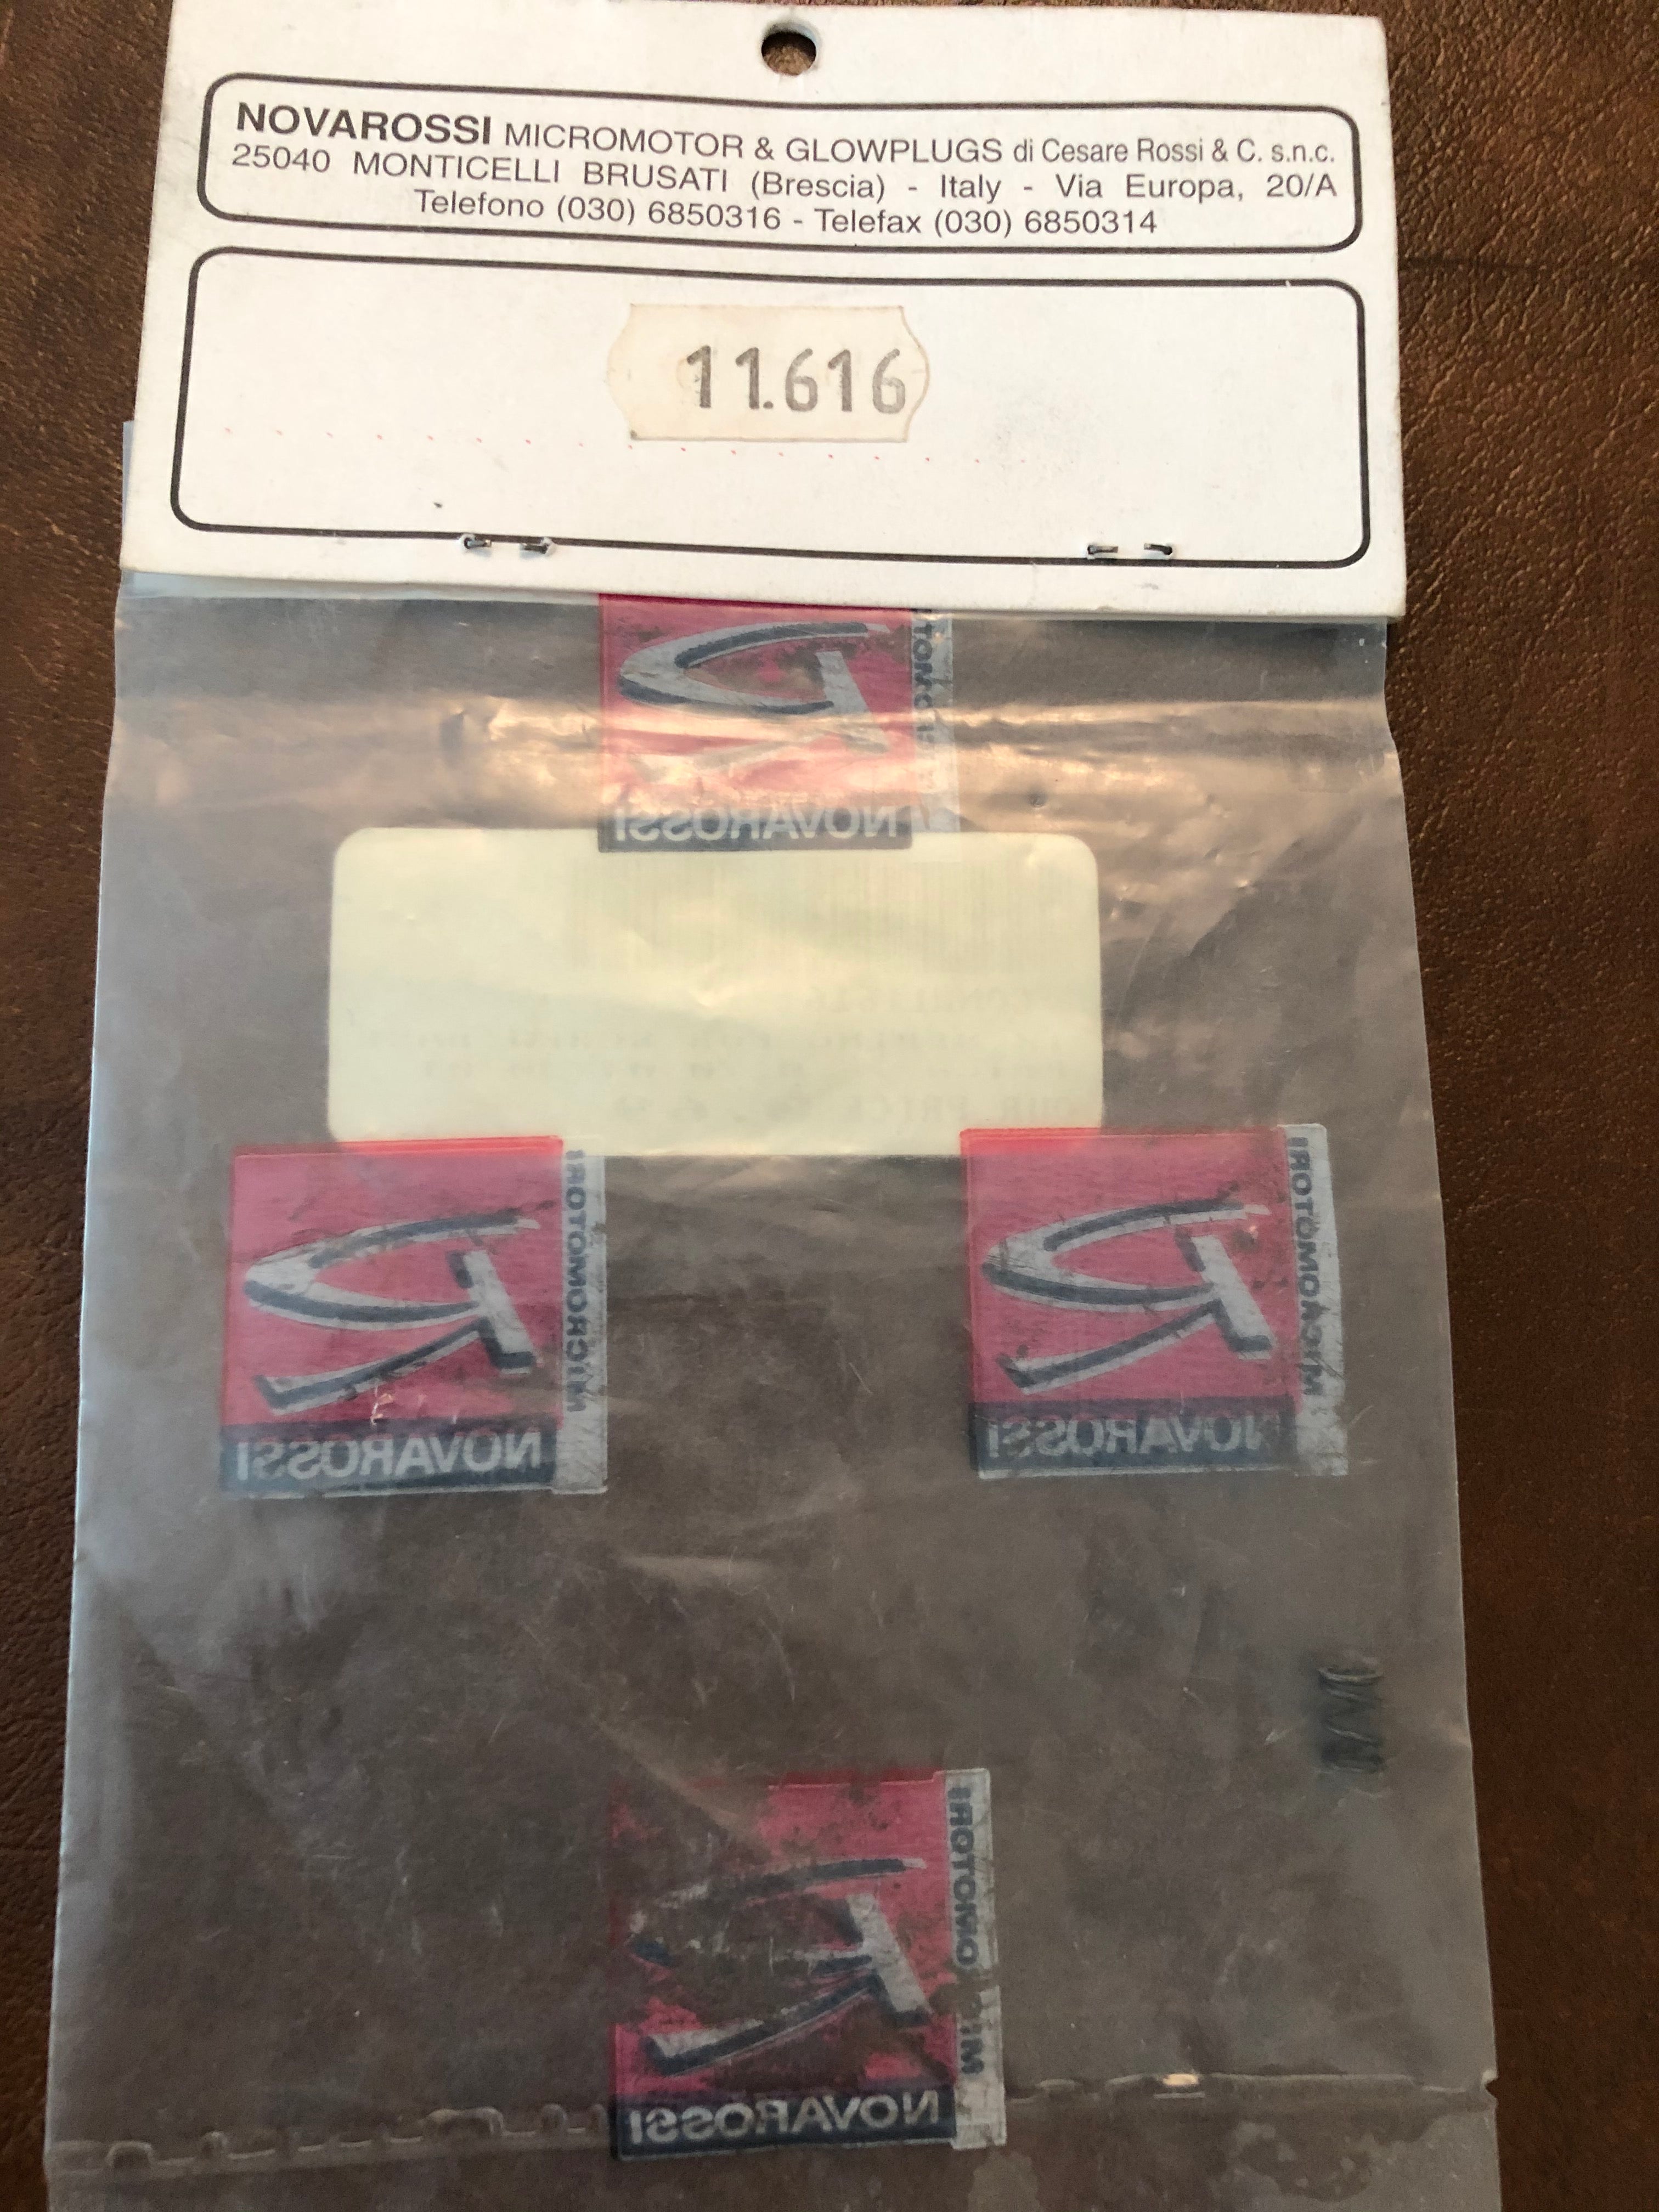 NOVAROSSI MICROMOTOR & GLOWPLUGS di Cesare Rossi & C. s.n.c.
25040 MONTICELLI BRUSATI (Brescia) - Italy - Via Europa, 20/A
Telefono (030) 6850316 - Telefax (030) 6850314
11.616
NOVAROSSI
MICROMOTORI
NOVAROSSI
MICROMOTORI
NOVAROSSI
NOVAROSSI